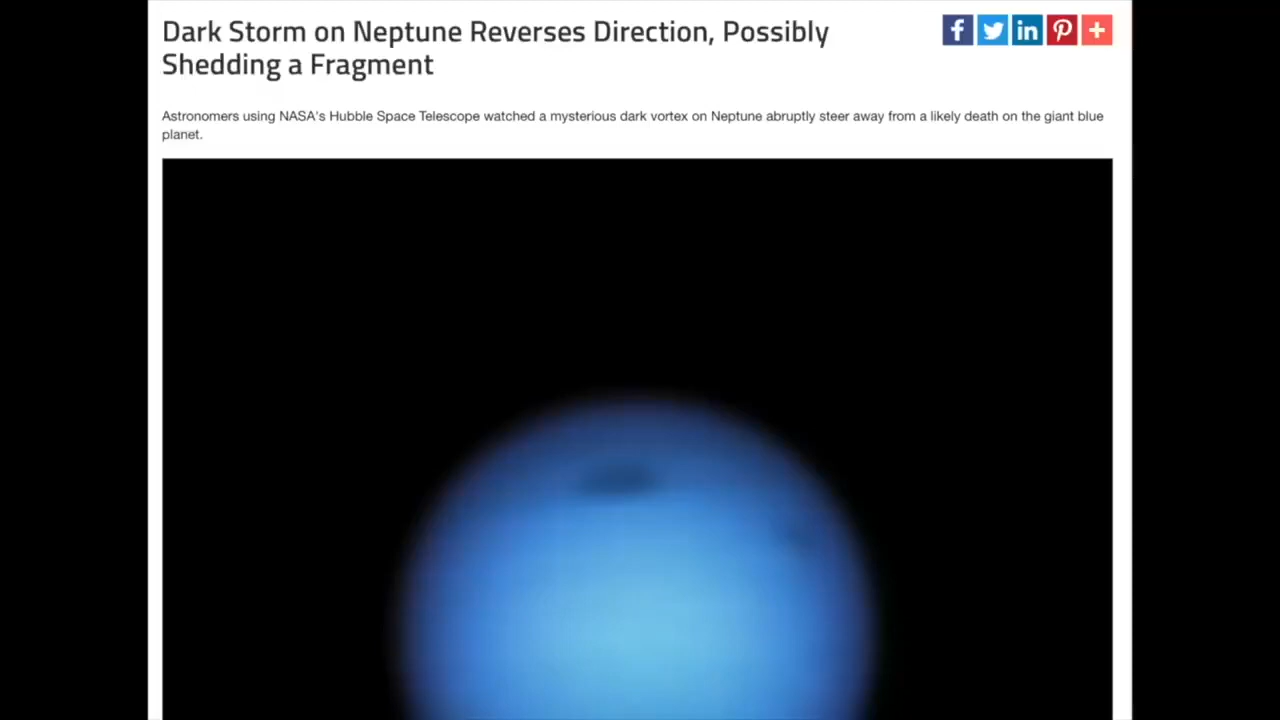 Dark Storm on Neptune Reverses Direction, Possibly
Shedding a Fragment
Astronomers using NASA's Hubble Space Telescope watched a mysterious dark vortex on Neptune abruptly steer away from a likely death on the giant blue
planet.